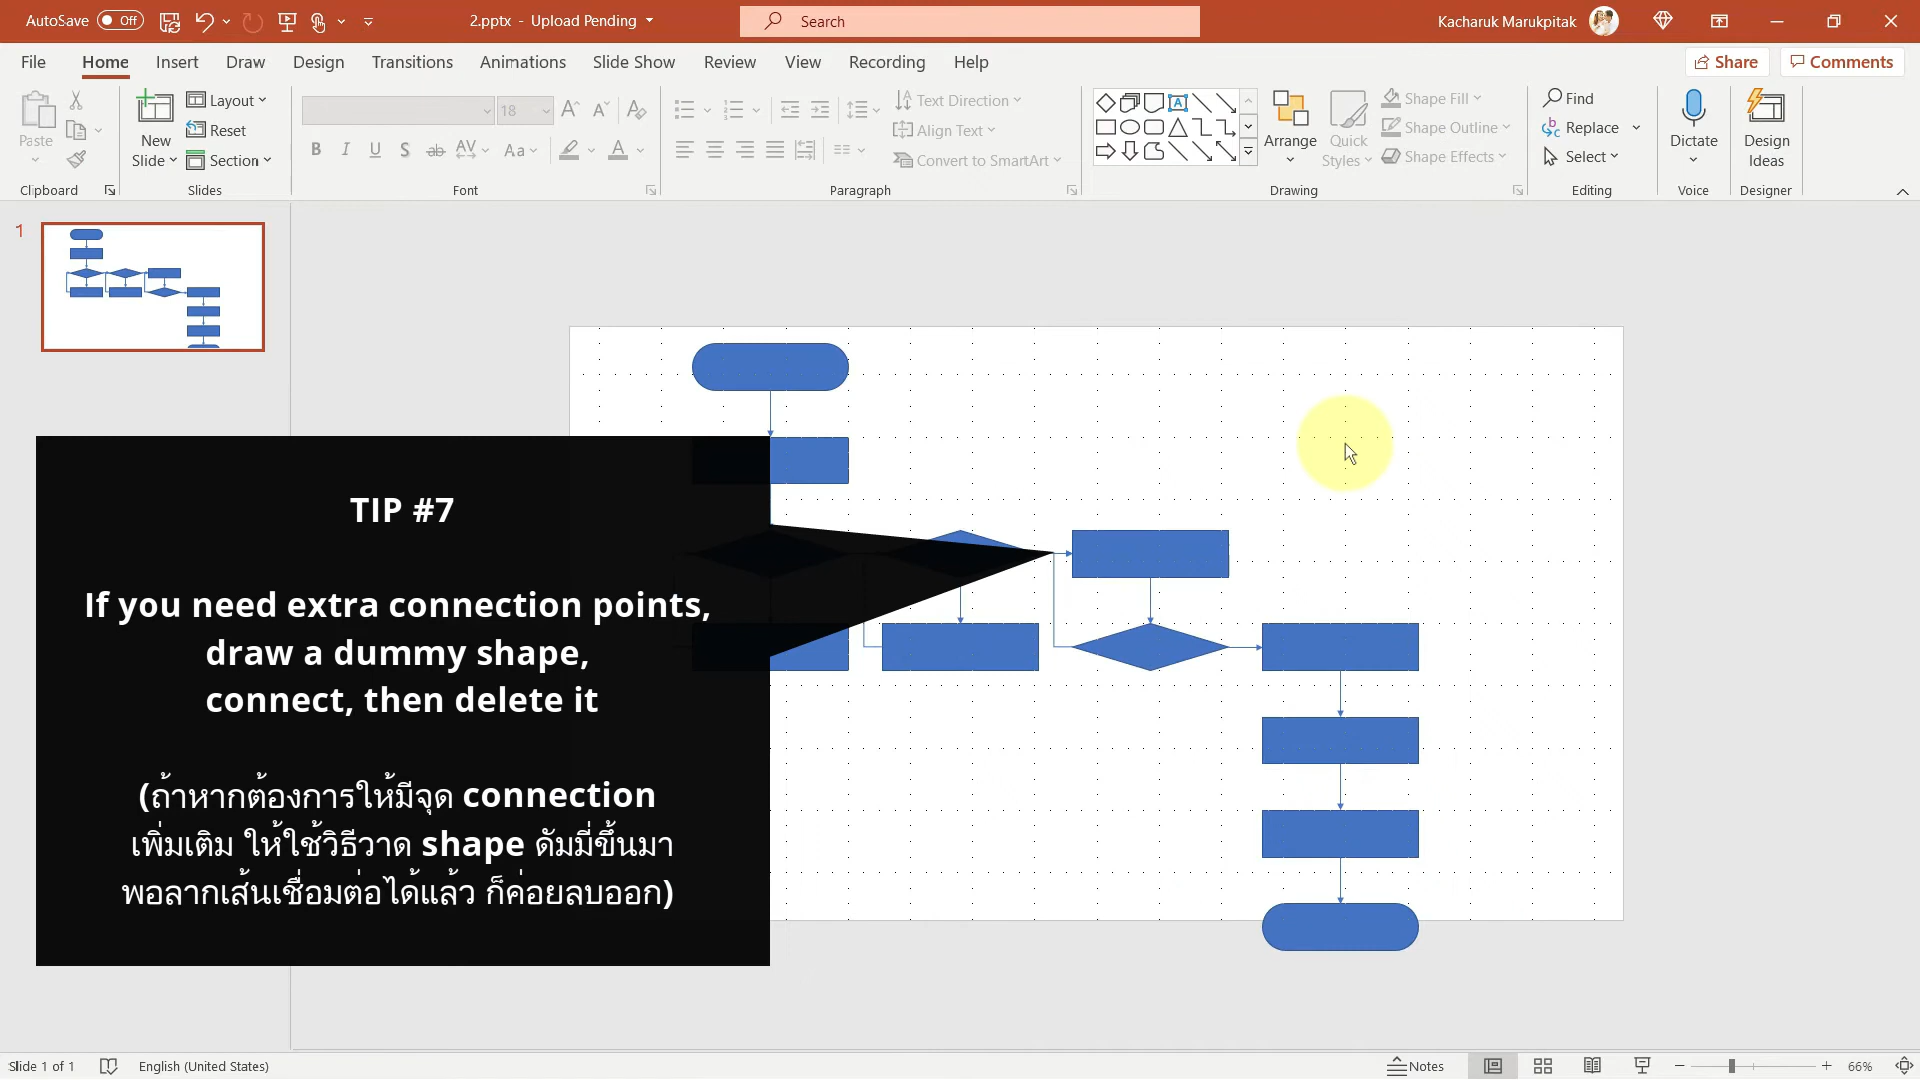 AutoSave Off
2.pptx - Upload Pending
Search
Kacharuk Marukpitak
File Home Insert Draw Design Transitions Animations Slide Show Review View Recording Help
Share Comments
Paste
Clipboard
New
Slide
Layout
Reset
Section
Slides
18
B I U S ab AV Aa A
Font
Text Direction
Align Text
Convert to SmartArt
Paragraph
Arrange
Quick
Styles
Shape Fill
Shape Outline
Shape Effects
Drawing
Find
Replace
Select
Editing
Dictate
Voice
Design
Ideas
Designer
1
TIP #7
If you need extra connection points,
draw a dummy shape,
connect, then delete it
(ถ้าหากต้องการให้มีจุด connection
เพิ่มเติม ให้ใช้วิธีวาด shape ดัมมี่ขึ้นมา
พอลากเส้นเชื่อมต่อได้แล้ว ก็ค่อยลบออก)
Slide 1 of 1
English (United States)
Notes
66%